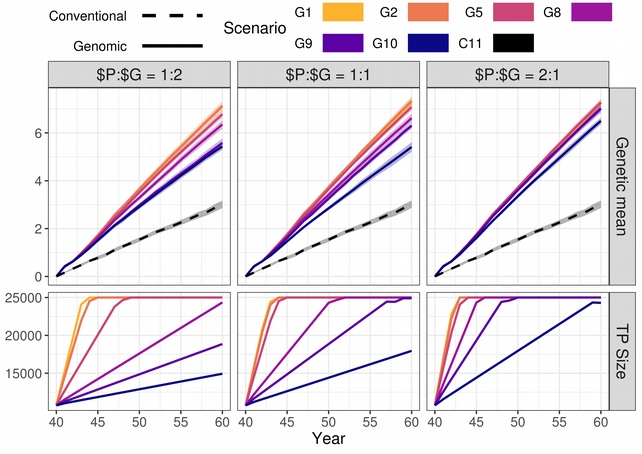 Conventional
Genomic
Scenario
G1 G2 G5 G8
G9 G10 C11
$P:$G = 1:2 $P:$G = 1:1 $P:$G = 2:1
6
4
2
0
Genetic mean
25000
20000
15000
TP Size
40 45 50 55 60 40 45 50 55 60 40 45 50 55 60
Year